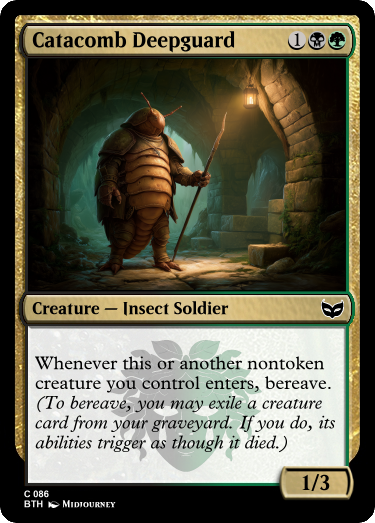 Catacomb Deepguard 1
Creature — Insect Soldier
Whenever this or another nontoken
creature you control enters, bereave.
(To bereave, you may exile a creature
card from your graveyard. If you do, its
abilities trigger as though it died.)
1/3
C 086
BTH Midjourney